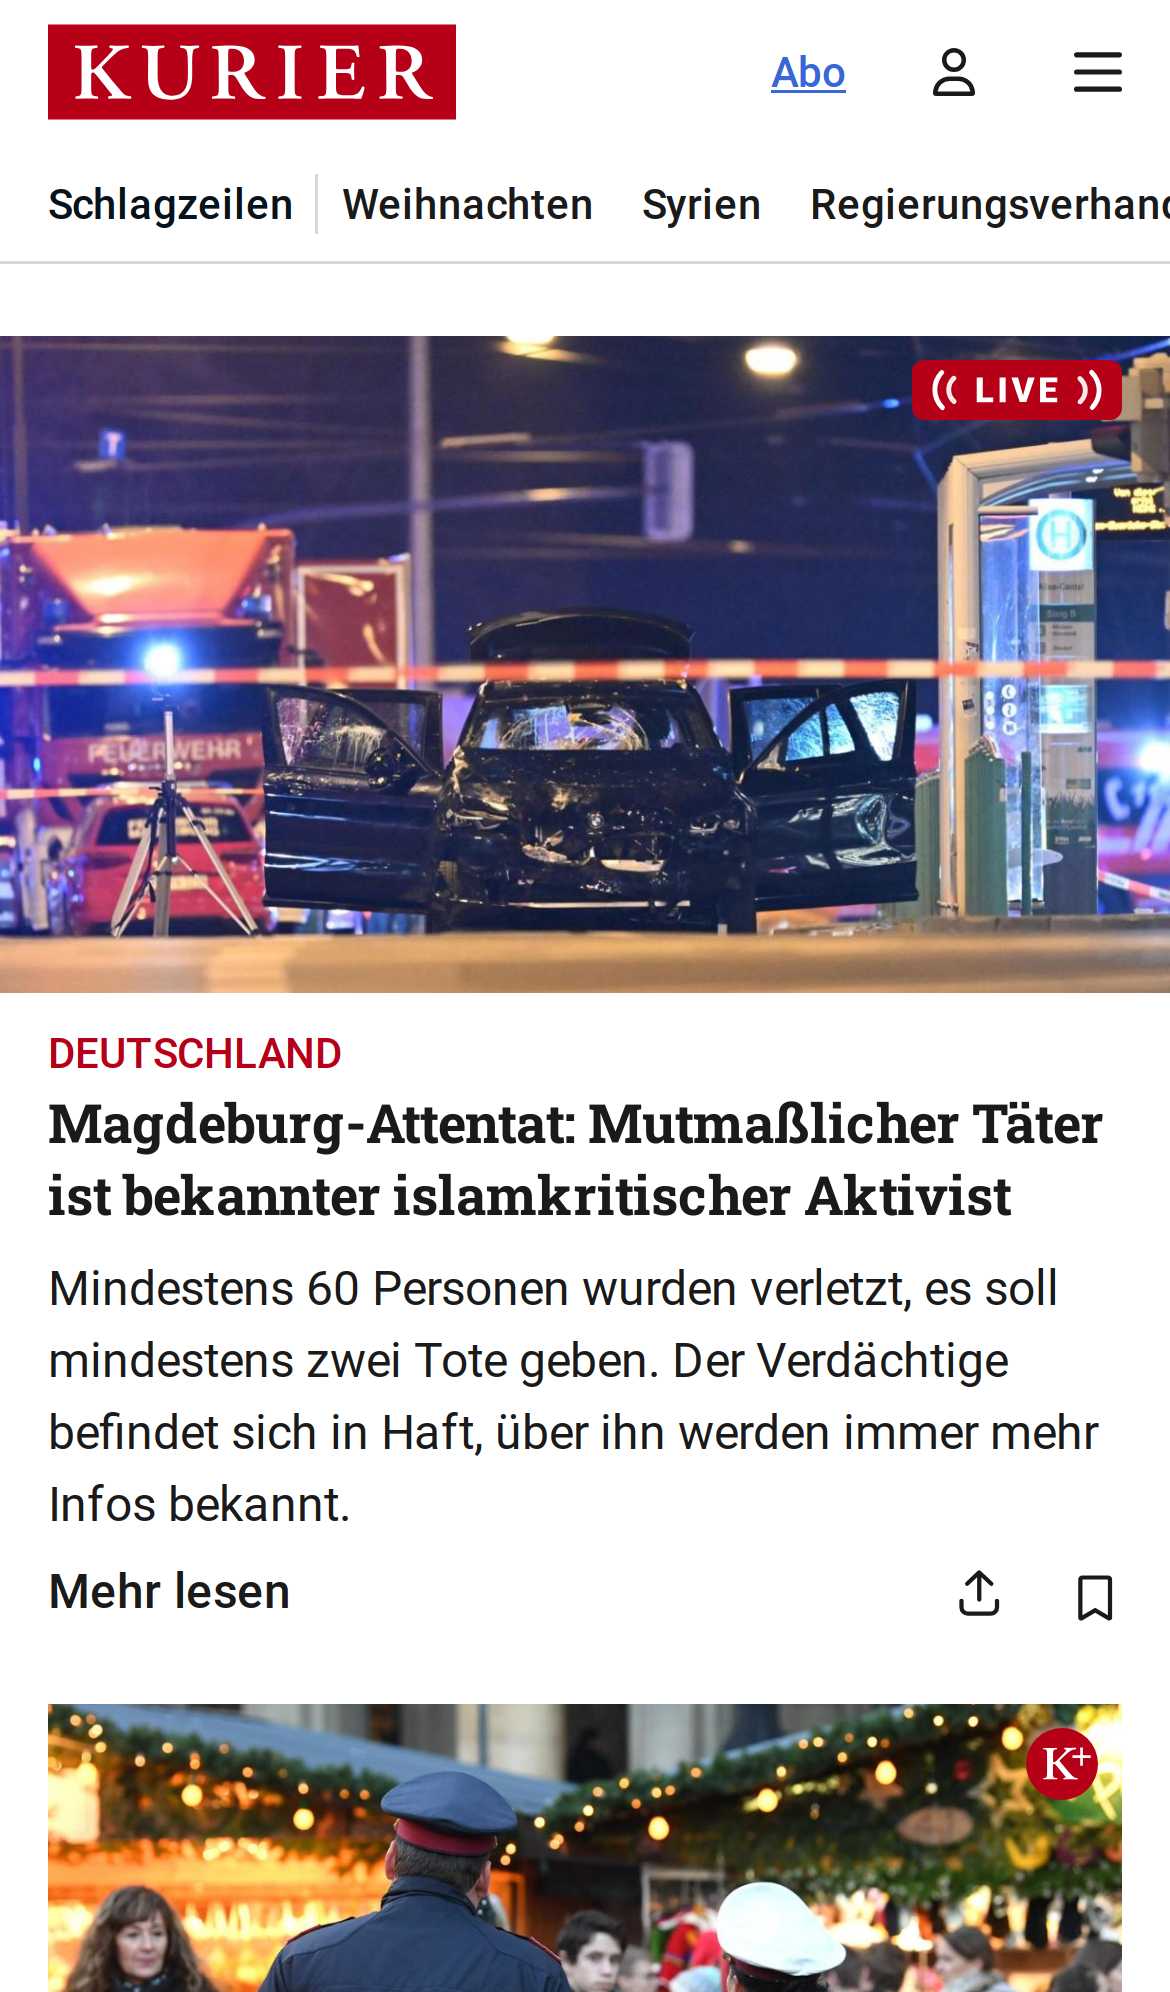 KURIER
Abo
Schlagzeilen
Weihnachten
Syrien
LIVE
H
FEUERWEHR
DEUTSCHLAND
Magdeburg-Attentat: Mutmaßlicher Täter
ist bekannter islamkritischer Aktivist
Mindestens 60 Personen wurden verletzt, es soll
mindestens zwei Tote geben. Der Verdächtige
befindet sich in Haft, über ihn werden immer mehr
Infos bekannt.
Mehr lesen
K+